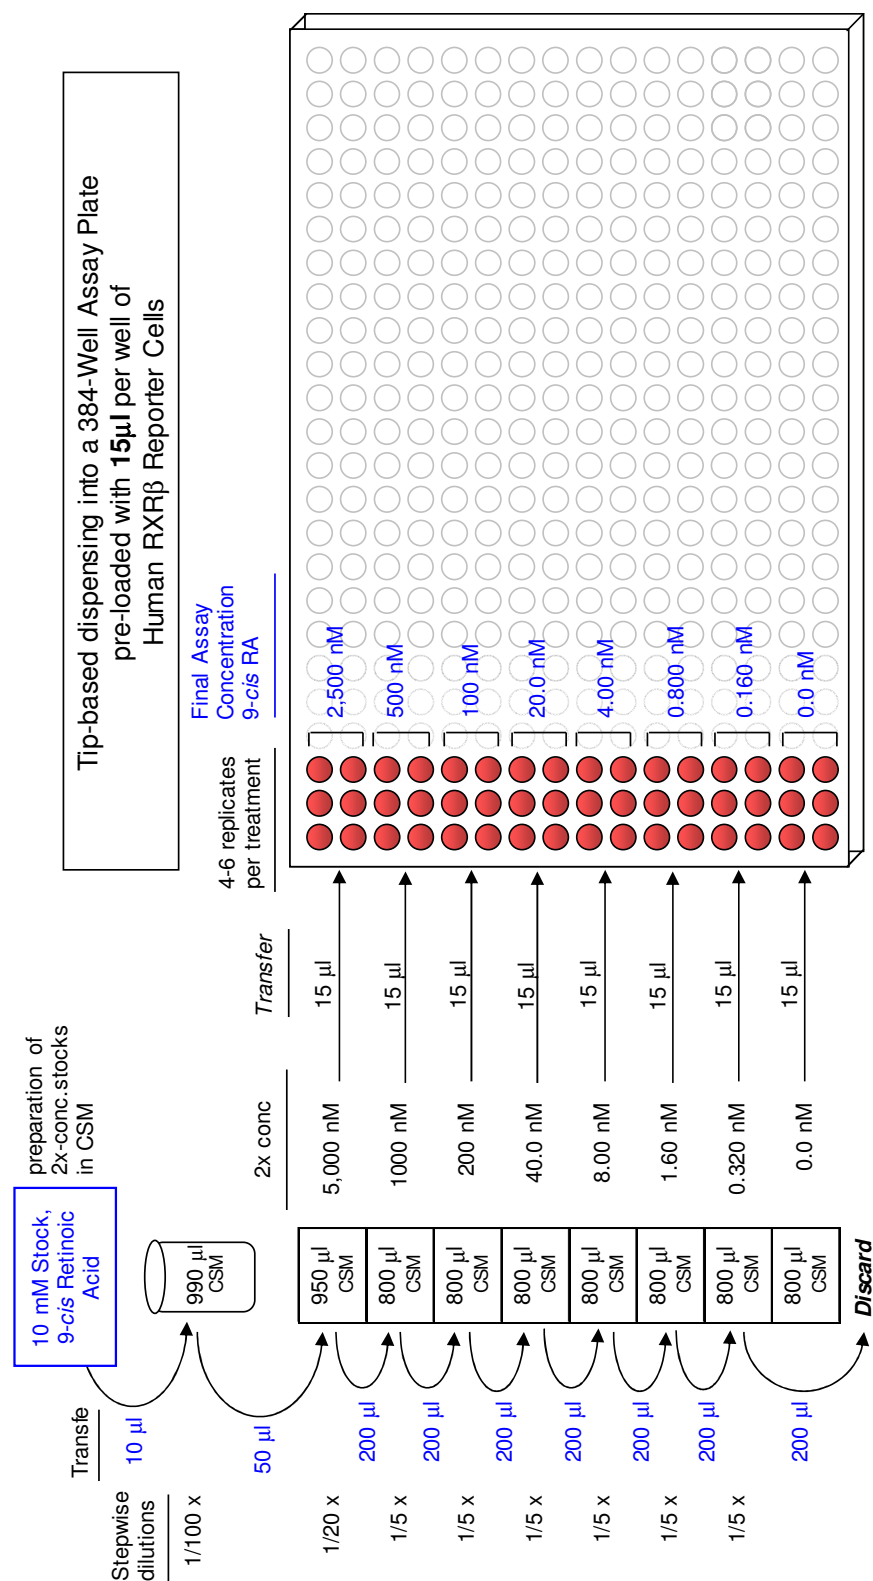 Tip-based dispensing into a 384-Well Assay Plate
pre-loaded with 15µl per well of
Human RXRβ Reporter Cells
Stepwise
dilutions
1/100 x
1/20 x
1/5 x
1/5 x
1/5 x
1/5 x
1/5 x
1/5 x
Transfe
10 µl
50 µl
200 µl
200 µl
200 µl
200 µl
200 µl
200 µl
200 µl
10 mM Stock,
9-cis Retinoic
Acid
990 µl
CSM
950 µl
CSM
800 µl
CSM
800 µl
CSM
800 µl
CSM
800 µl
CSM
800 µl
CSM
800 µl
CSM
800 µl
CSM
Discard
preparation of
2x-conc.stocks
in CSM
2x conc
5,000 nM
1000 nM
200 nM
40.0 nM
8.00 nM
1.60 nM
0.320 nM
0.0 nM
Transfer
15 µl
15 µl
15 µl
15 µl
15 µl
15 µl
15 µl
15 µl
4-6 replicates
per treatment
Final Assay
Concentration
9-cis RA
2,500 nM
500 nM
100 nM
20.0 nM
4.00 nM
0.800 nM
0.160 nM
0.0 nM